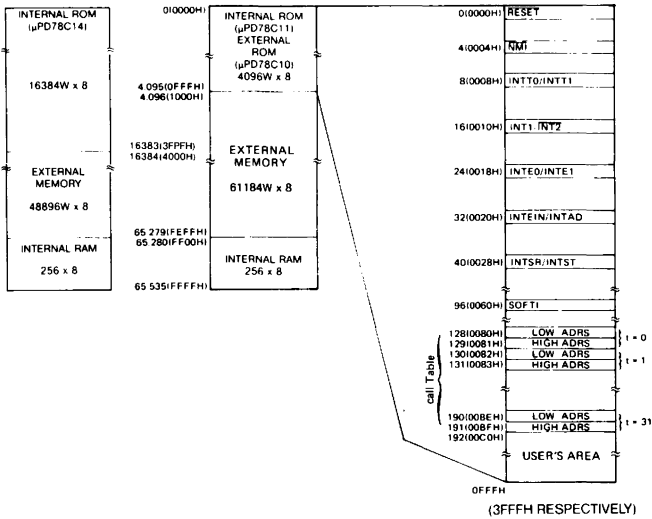 INTERNAL ROM
(µPD78C14)
16384W x 8
EXTERNAL
MEMORY
48896W x 8
INTERNAL RAM
256 x 8
0(0000H)
4.095(0FFFH)
4.096(1000H)
16383(3FPFH)
16384(4000H)
65 279(FEFFH)
65.280(FF00H)
65 535(FFFFH)
INTERNAL ROM
(µPD78C11)
EXTERNAL
ROM
(µPD78C10)
4096W x 8
EXTERNAL
MEMORY
61184W x 8
INTERNAL RAM
256 x 8
0(0000H) RESET
4(0004H) NMI
8(0008H) INTT0/INTT1
16(0010H) INT1-INT2
24(0018H) INTE0/INTE1
32(0020H) INTEIN/INTAD
40(0028H) INTSR/INTST
96(0060H) SOFTI
call Table
128(0080H) LOW ADRS
129(0081H) HIGH ADRS
t = 0
130(0082H) LOW ADRS
131(0083H) HIGH ADRS
t = 1
190(00BEH) LOW ADRS
191(00BFH) HIGH ADRS
t = 31
192(00C0H)
USER'S AREA
0FFFH
(3FFFH RESPECTIVELY)